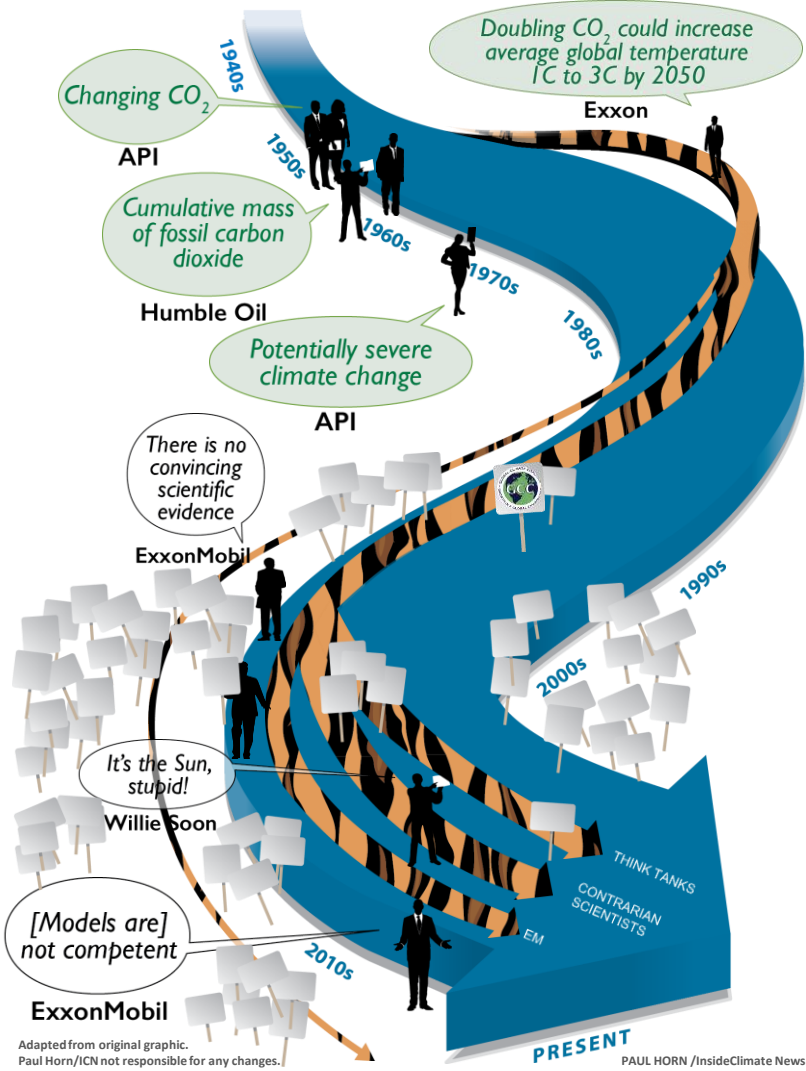 1940s
Doubling CO₂ could increase
average global temperature
1C to 3C by 2050
Exxon
Changing CO₂
API
1950s
Cumulative mass
of fossil carbon
dioxide
Humble Oil
1960s
1970s
1980s
Potentially severe
climate change
API
There is no
convincing
scientific
evidence
ExxonMobil
GCC
1990s
2000s
It's the Sun,
stupid!
Willie Soon
THINK TANKS
CONTRARIAN
SCIENTISTS
EM
[Models are]
not competent
ExxonMobil
2010s
PRESENT
Adapted from original graphic.
Paul Horn/ICN not responsible for any changes.
PAUL HORN /InsideClimate News